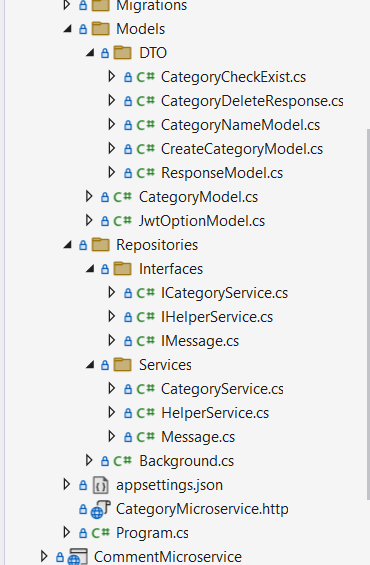 Migrations
Models
DTO
C# CategoryCheckExist.cs
C# CategoryDeleteResponse.cs
C# CategoryNameModel.cs
C# CreateCategoryModel.cs
C# ResponseModel.cs
C# CategoryModel.cs
C# JwtOptionModel.cs
Repositories
Interfaces
C# ICategoryService.cs
C# IHelperService.cs
C# IMessage.cs
Services
C# CategoryService.cs
C# HelperService.cs
C# Message.cs
C# Background.cs
appsettings.json
CategoryMicroservice.http
C# Program.cs
CommentMicroservice